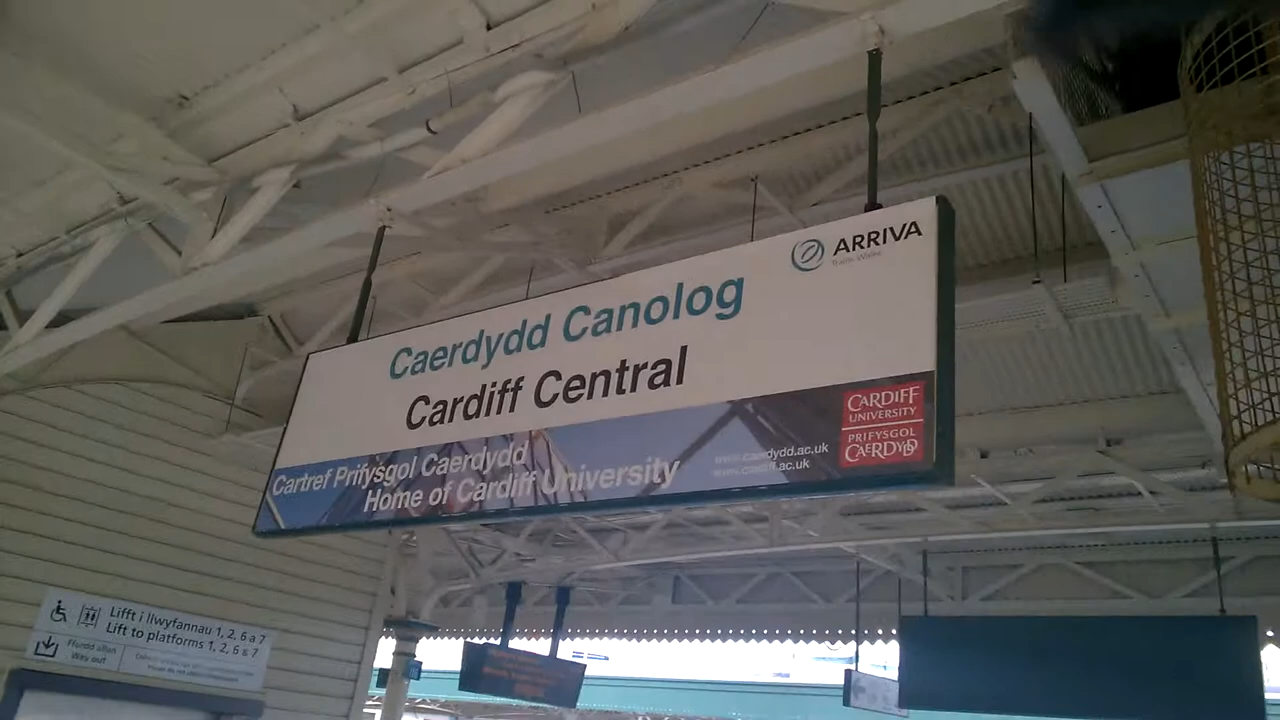 ARRIVA
Trains Wales
Caerdydd Canolog
Cardiff Central
Cartref Prifysgol Caerdydd
Home of Cardiff University
www.caerdydd.ac.uk
www.cardiff.ac.uk
CARDIFF
UNIVERSITY
PRIFYSGOL
CAERDYDD
Lifft i llwyfannau 1, 2, 6 a 7
Lift to platforms 1, 2, 6 & 7
Ffordd allan
Way out